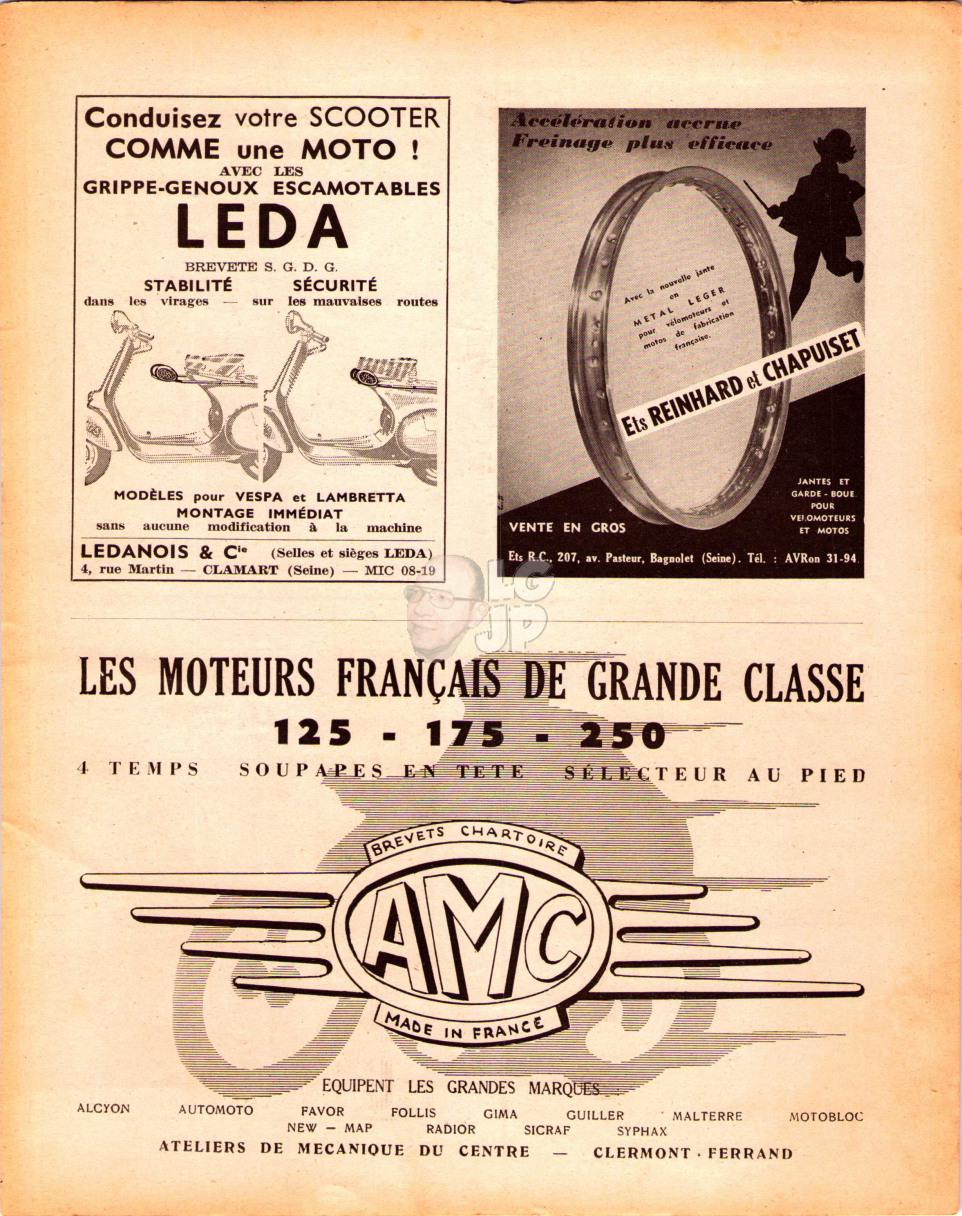 Conduisez votre SCOOTER
COMME une MOTO !
AVEC LES
GRIPPE-GENOUX ESCAMOTABLES
LEDA
BREVETE S. G. D. G.
STABILITÉ SÉCURITÉ
dans les virages — sur les mauvaises routes
MODÈLES pour VESPA et LAMBRETTA
MONTAGE IMMÉDIAT
sans aucune modification à la machine
LEDANOIS & Cie (Selles et sièges LEDA)
4, rue Martin — CLAMART (Seine) — MIC 08-19
Accélération accrue
Freinage plus efficace
Avec la nouvelle jante
en
METAL LEGER
pour vélomoteurs et
motos de fabrication
française.
Ets REINHARD et CHAPUISET
JANTES ET
GARDE-BOUE
POUR
VELOMOTEURS
ET MOTOS
VENTE EN GROS
Ets R.C., 207, av. Pasteur, Bagnolet (Seine). Tél. : AVRon 31-94
LG
JP
LES MOTEURS FRANÇAIS DE GRANDE CLASSE
125 - 175 - 250
4 TEMPS SOUPAPES EN TETE SÉLECTEUR AU PIED
BREVETS CHARTOIRE
AMC
MADE IN FRANCE
EQUIPENT LES GRANDES MARQUES
ALCYON AUTOMOTO FAVOR FOLLIS GIMA GUILLER MALTERRE MOTOBLOC
NEW - MAP RADIOR SICRAF SYPHAX
ATELIERS DE MECANIQUE DU CENTRE — CLERMONT-FERRAND